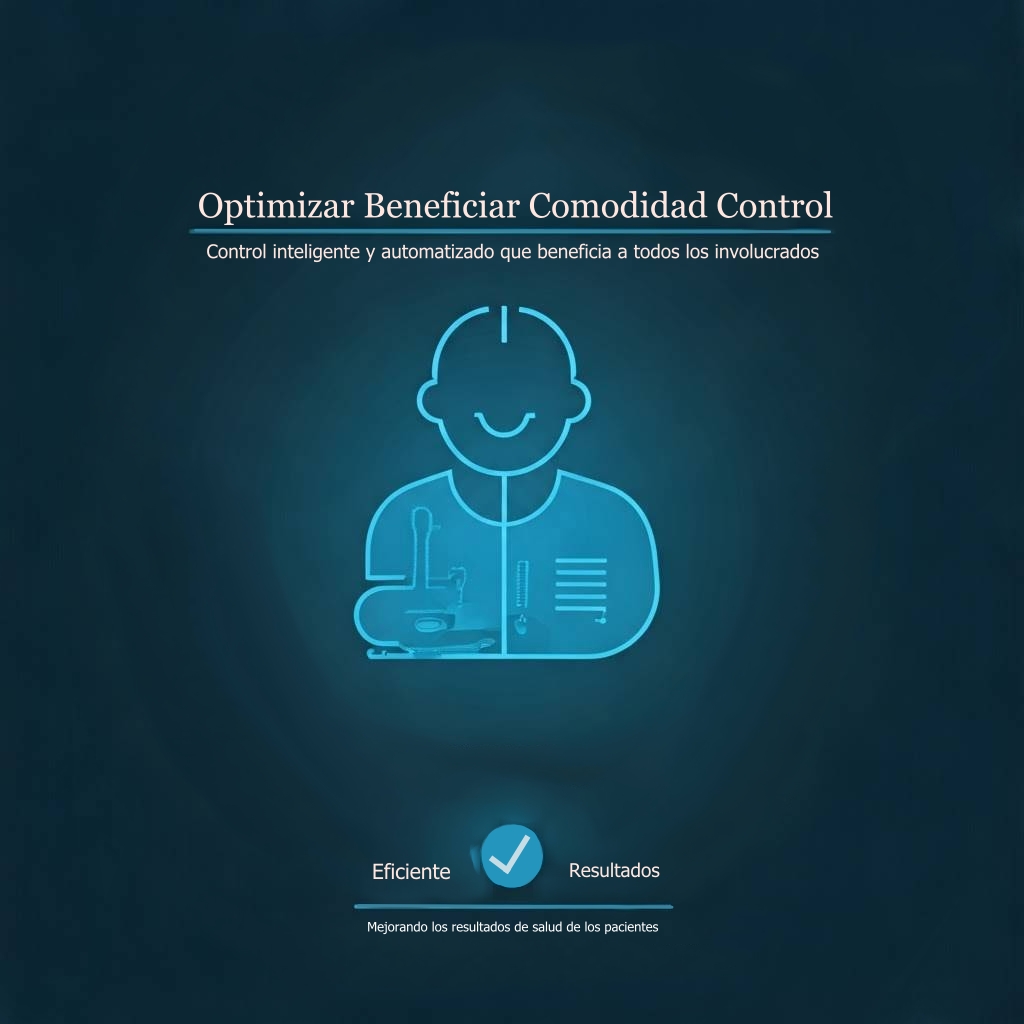 Optimizar Beneficiar Comodidad Control
Control inteligente y automatizado que beneficia a todos los involucrados
Eficiente
Resultados
Mejorando los resultados de salud de los pacientes